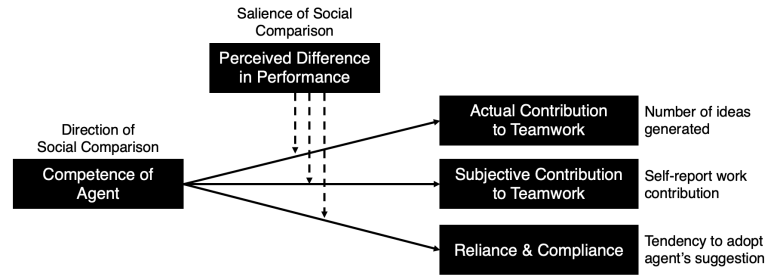 Salience of Social
Comparison
Perceived Difference
in Performance
Direction of
Social Comparison
Competence of
Agent
Actual Contribution
to Teamwork
Number of ideas
generated
Subjective Contribution
to Teamwork
Self-report work
contribution
Reliance & Compliance
Tendency to adopt
agent's suggestion